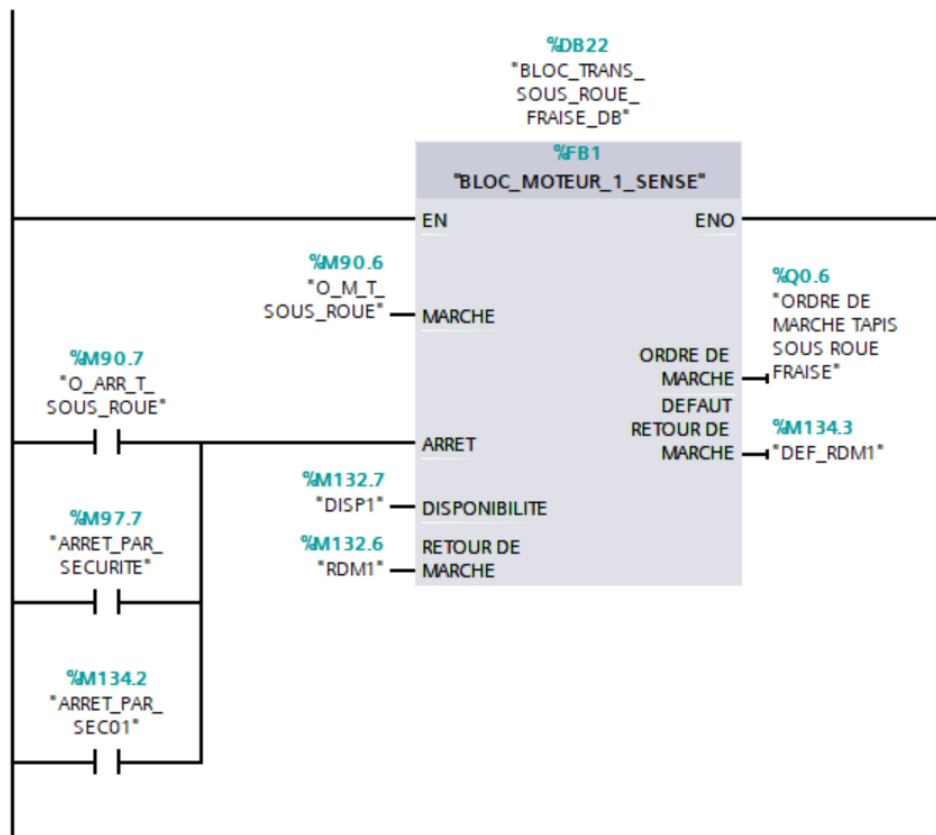 %DB22
"BLOC_TRANS_
SOUS_ROUE_
FRAISE_DB"
%FB1
"BLOC_MOTEUR_1_SENSE"
EN
ENO
%M90.6
"O_M_T_
SOUS_ROUE"
MARCHE
%Q0.6
"ORDRE DE
MARCHE TAPIS
SOUS ROUE
FRAISE"
ORDRE DE
MARCHE
%M90.7
"O_ARR_T_
SOUS_ROUE"
ARRET
DEFAUT
RETOUR DE
MARCHE
%M134.3
"DEF_RDM1"
%M132.7
"DISP1"
DISPONIBILITE
%M97.7
"ARRET_PAR_
SECURITE"
%M132.6
"RDM1"
RETOUR DE
MARCHE
%M134.2
"ARRET_PAR_
SEC01"